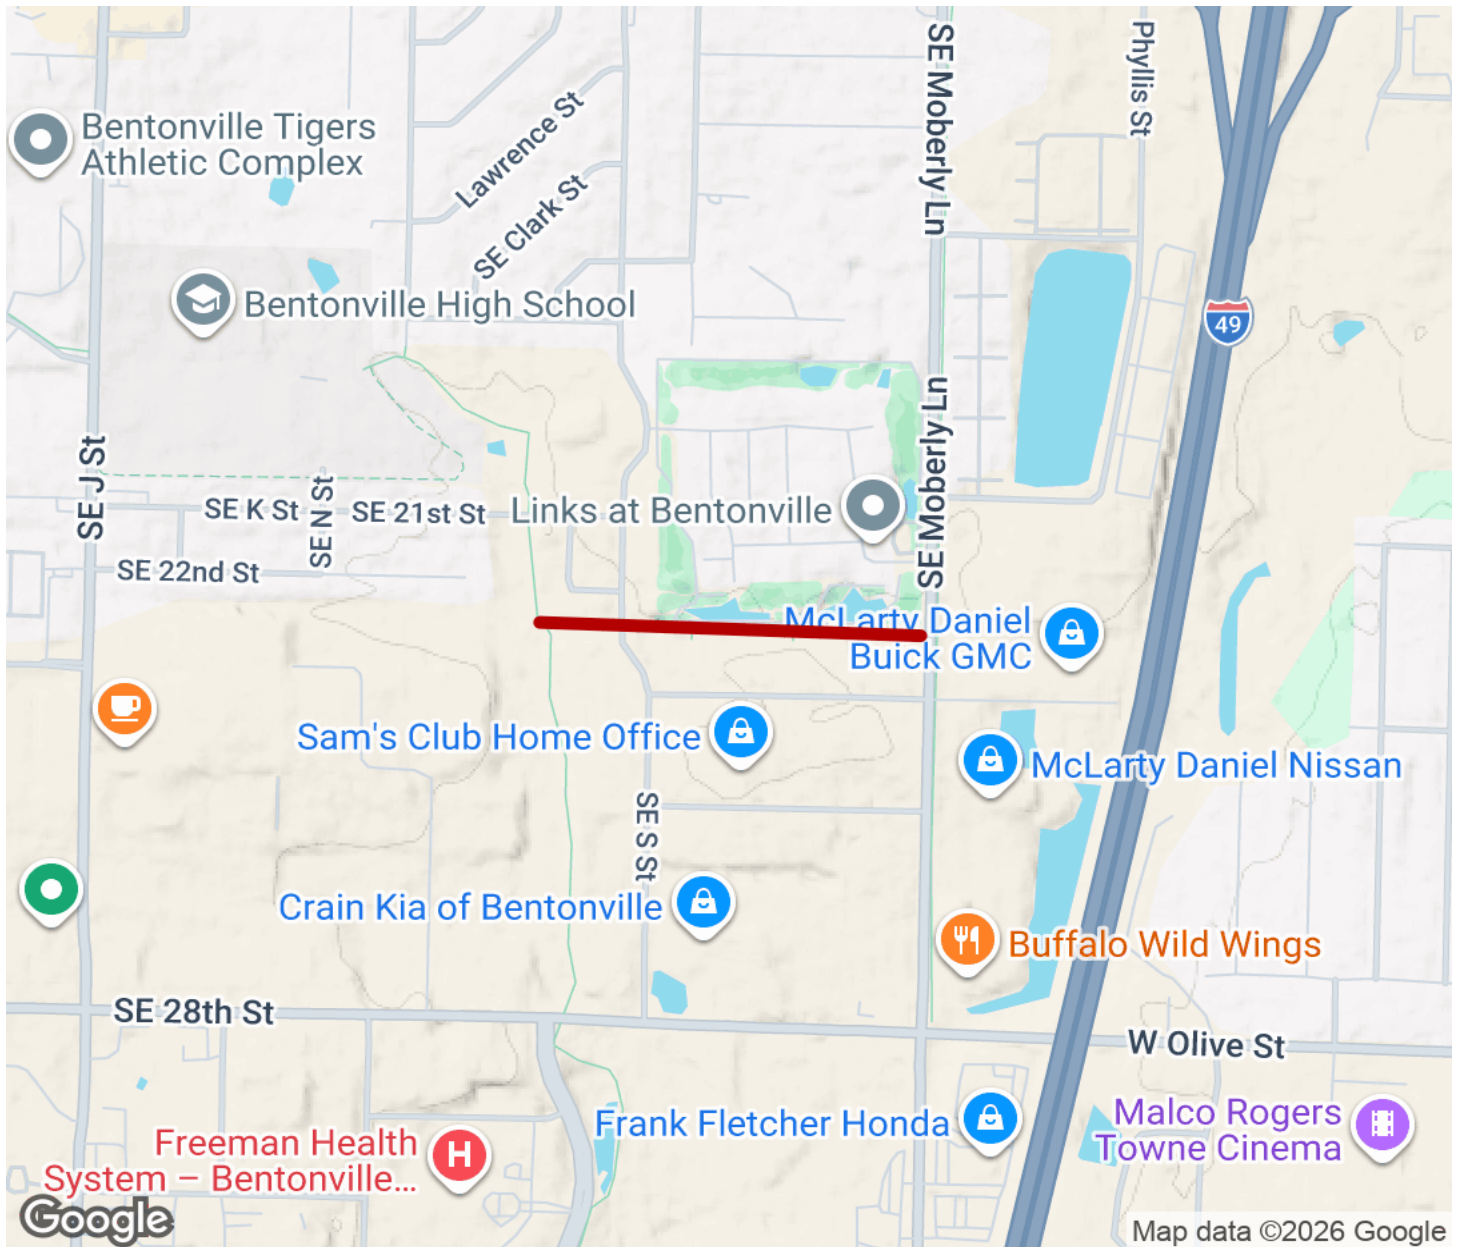 SE Moberly Ln
Phyllis St
Lawrence St
Bentonville Tigers
Athletic Complex
SE Clark St
Bentonville High School
49
SE Moberly Ln
SE J St
SE N St
SE K St
SE 21st St
Links at Bentonville
SE 22nd St
McLarty Daniel
Buick GMC
Sam's Club Home Office
McLarty Daniel Nissan
SE S St
Crain Kia of Bentonville
Buffalo Wild Wings
SE 28th St
W Olive St
Frank Fletcher Honda
Malco Rogers
Towne Cinema
Freeman Health
System – Bentonville...
H
Google
Map data ©2026 Google